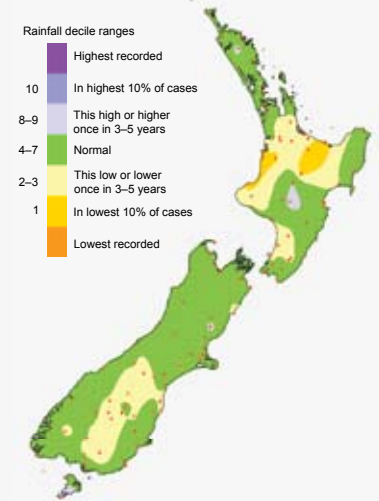 Rainfall decile ranges
Highest recorded
10 In highest 10% of cases
8–9 This high or higher
once in 3–5 years
4–7 Normal
2–3 This low or lower
once in 3–5 years
1 In lowest 10% of cases
Lowest recorded